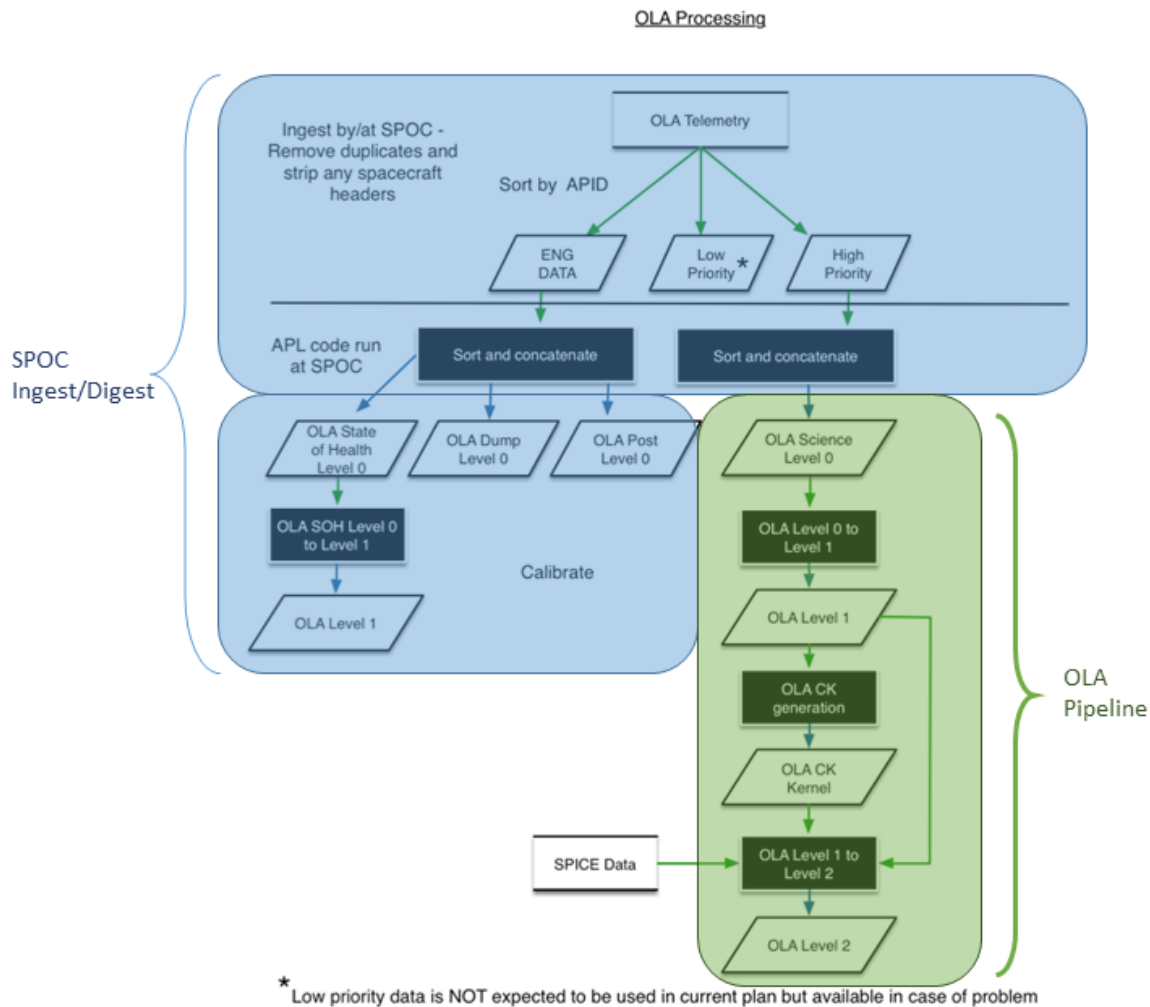 OLA Processing
OLA Telemetry
Ingest by/at SPOC -
Remove duplicates and
strip any spacecraft
headers
Sort by APID
ENG
DATA
Low
Priority *
High
Priority
SPOC
Ingest/Digest
APL code run
at SPOC
Sort and concatenate
Sort and concatenate
OLA State
of Health
Level 0
OLA Dump
Level 0
OLA Post
Level 0
OLA Science
Level 0
OLA SOH Level 0
to Level 1
OLA Level 0 to
Level 1
Calibrate
OLA Level 1
OLA Level 1
OLA CK
generation
OLA
Pipeline
OLA CK
Kernel
SPICE Data
OLA Level 1 to
Level 2
OLA Level 2
* Low priority data is NOT expected to be used in current plan but available in case of problem